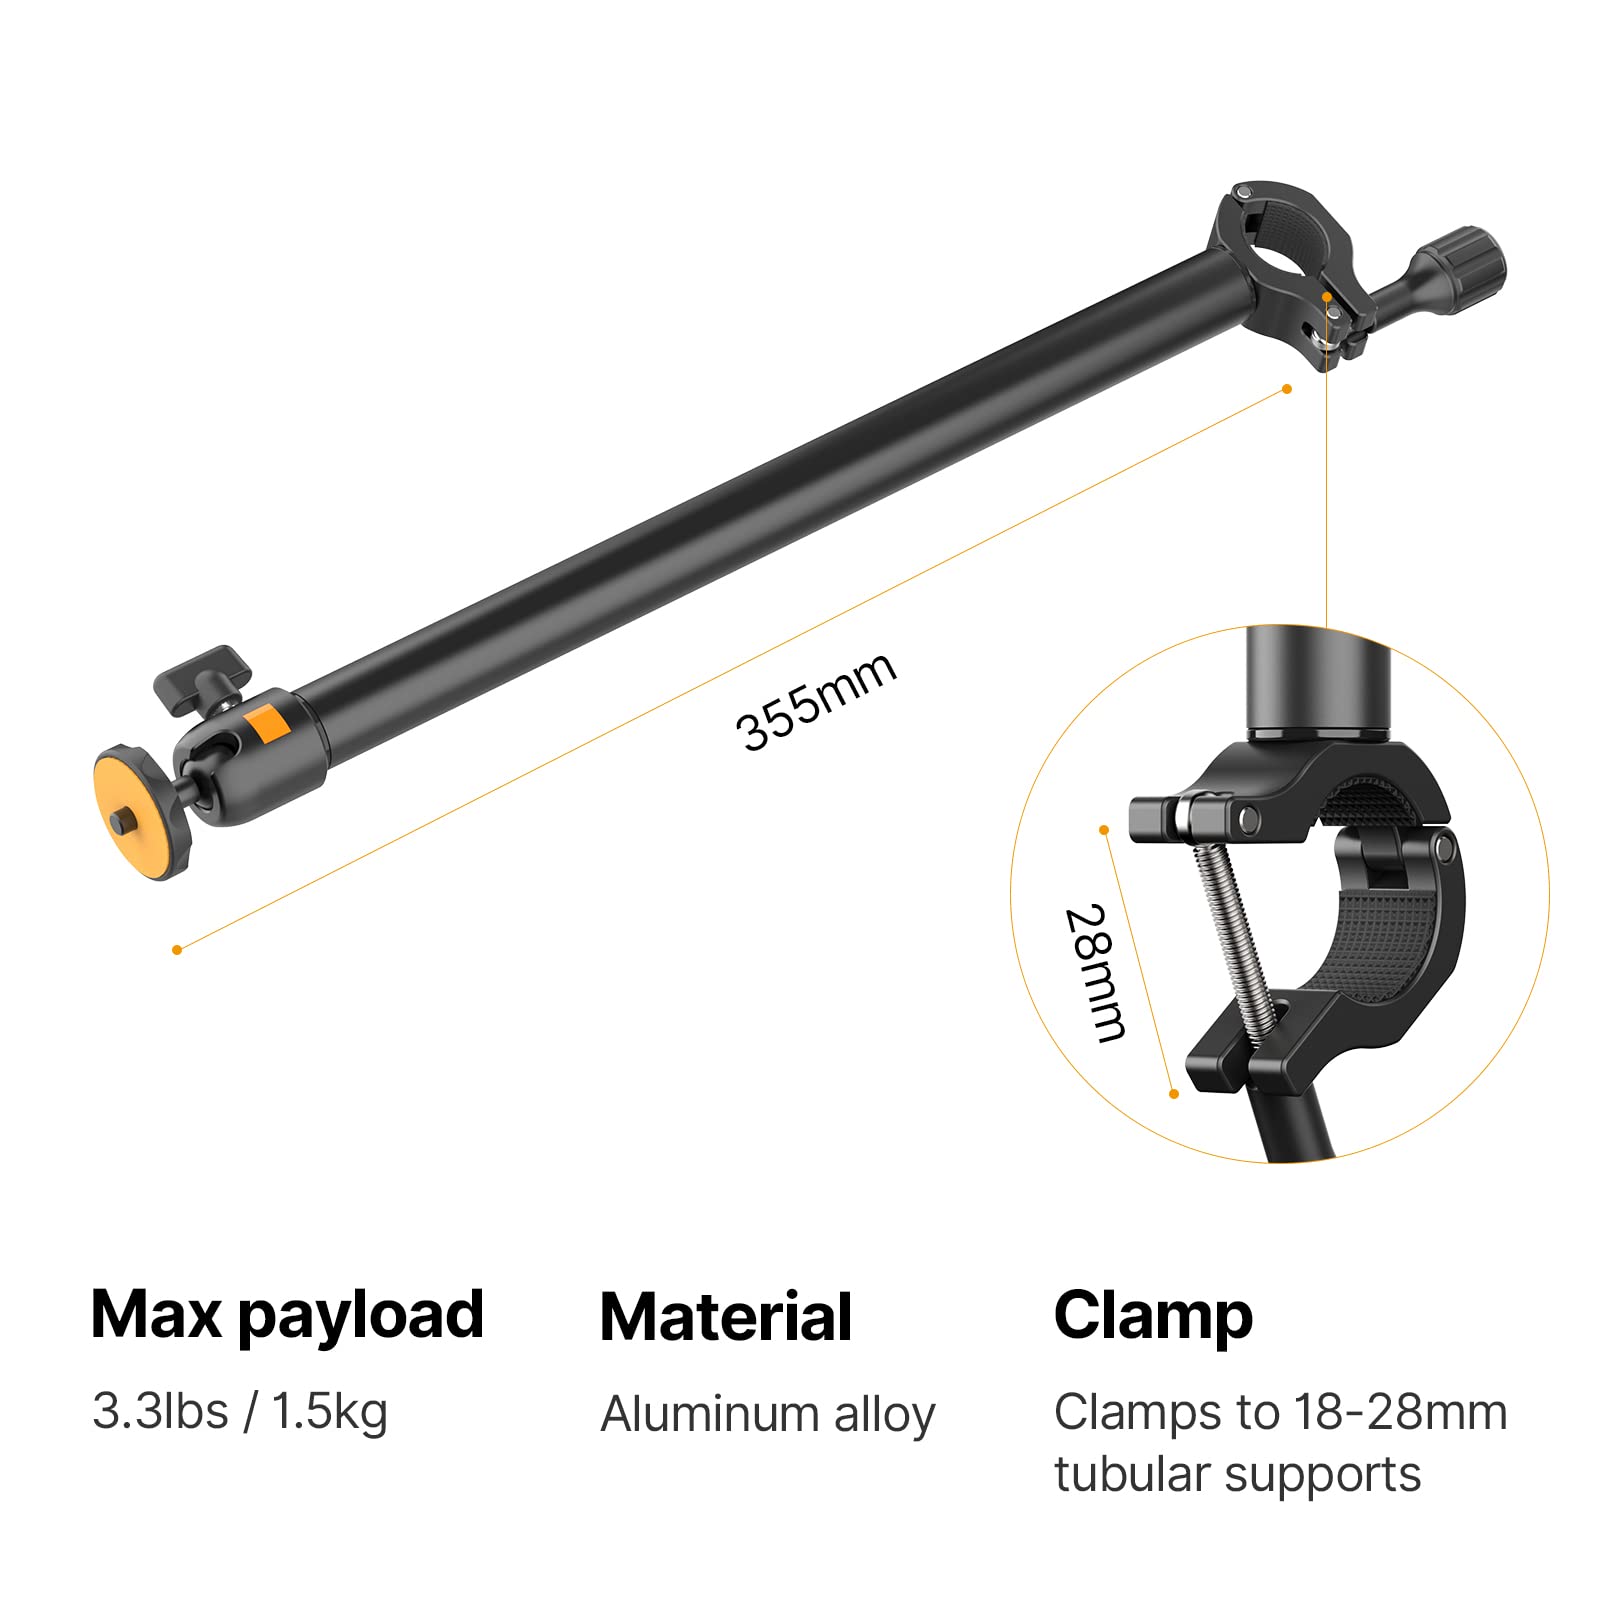 355mm
28mm
Max payload
3.3lbs / 1.5kg
Material
Aluminum alloy
Clamp
Clamps to 18-28mm
tubular supports